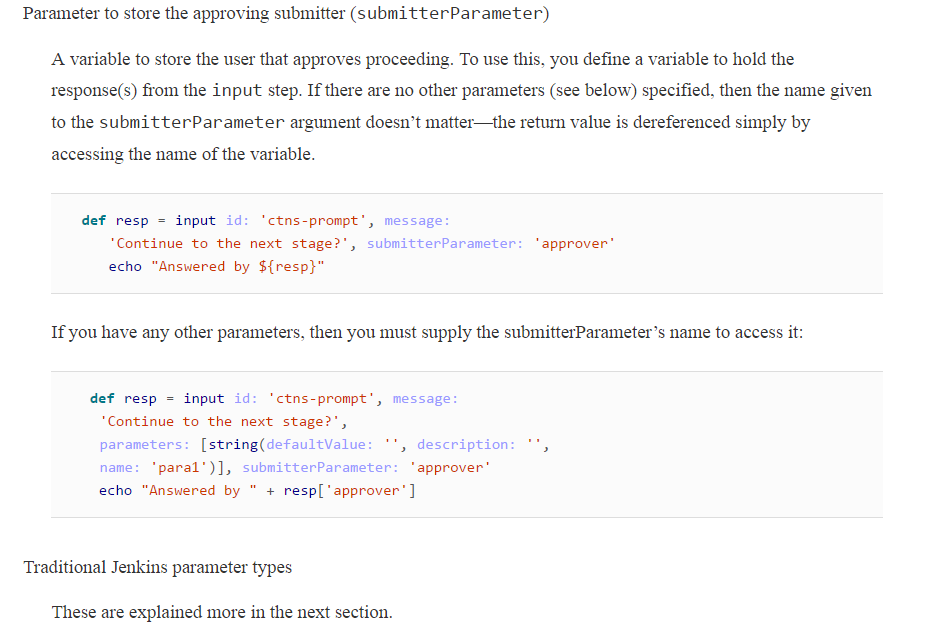 Parameter to store the approving submitter (submitterParameter)
A variable to store the user that approves proceeding. To use this, you define a variable to hold the
response(s) from the input step. If there are no other parameters (see below) specified, then the name given
to the submitterParameter argument doesn’t matter—the return value is dereferenced simply by
accessing the name of the variable.
def resp = input id: 'ctns-prompt', message:
'Continue to the next stage?', submitterParameter: 'approver'
echo "Answered by ${resp}"
If you have any other parameters, then you must supply the submitterParameter’s name to access it:
def resp = input id: 'ctns-prompt', message:
'Continue to the next stage?',
parameters: [string(defaultValue: '', description: '',
name: 'para1')], submitterParameter: 'approver'
echo "Answered by " + resp['approver']
Traditional Jenkins parameter types
These are explained more in the next section.